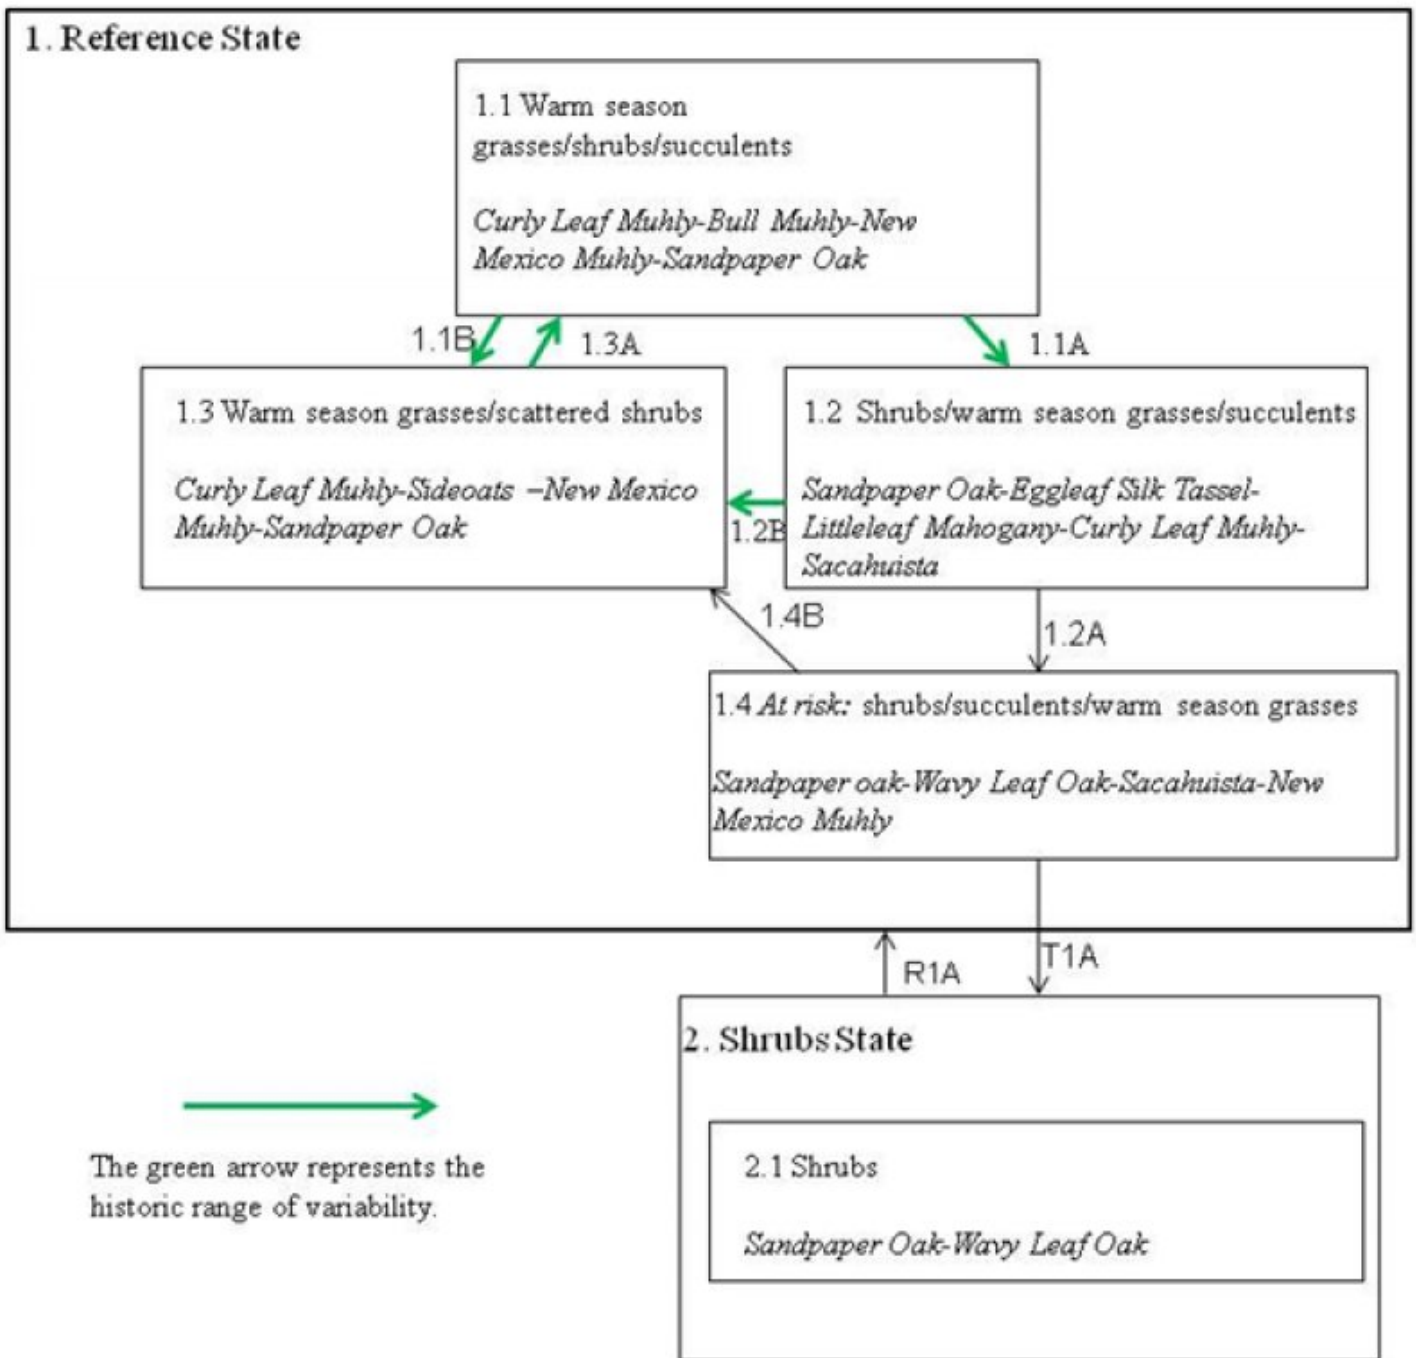 1. Reference State
1.1 Warm season
grasses/shrubs/succulents
Curly Leaf Muhly-Bull Muhly-New
Mexico Muhly-Sandpaper Oak
1.1B
1.3A
1.1A
1.3 Warm season grasses/scattered shrubs
Curly Leaf Muhly-Sideoats –New Mexico
Muhly-Sandpaper Oak
1.2 Shrubs/warm season grasses/succulents
Sandpaper Oak-Eggleaf Silk Tassel-
Littleleaf Mahogany-Curly Leaf Muhly-
Sacahuista
1.2B
1.4B
1.2A
1.4 At risk: shrubs/succulents/warm season grasses
Sandpaper oak-Wavy Leaf Oak-Sacahuista-New
Mexico Muhly
R1A
T1A
2. Shrubs State
2.1 Shrubs
Sandpaper Oak-Wavy Leaf Oak
The green arrow represents the
historic range of variability.